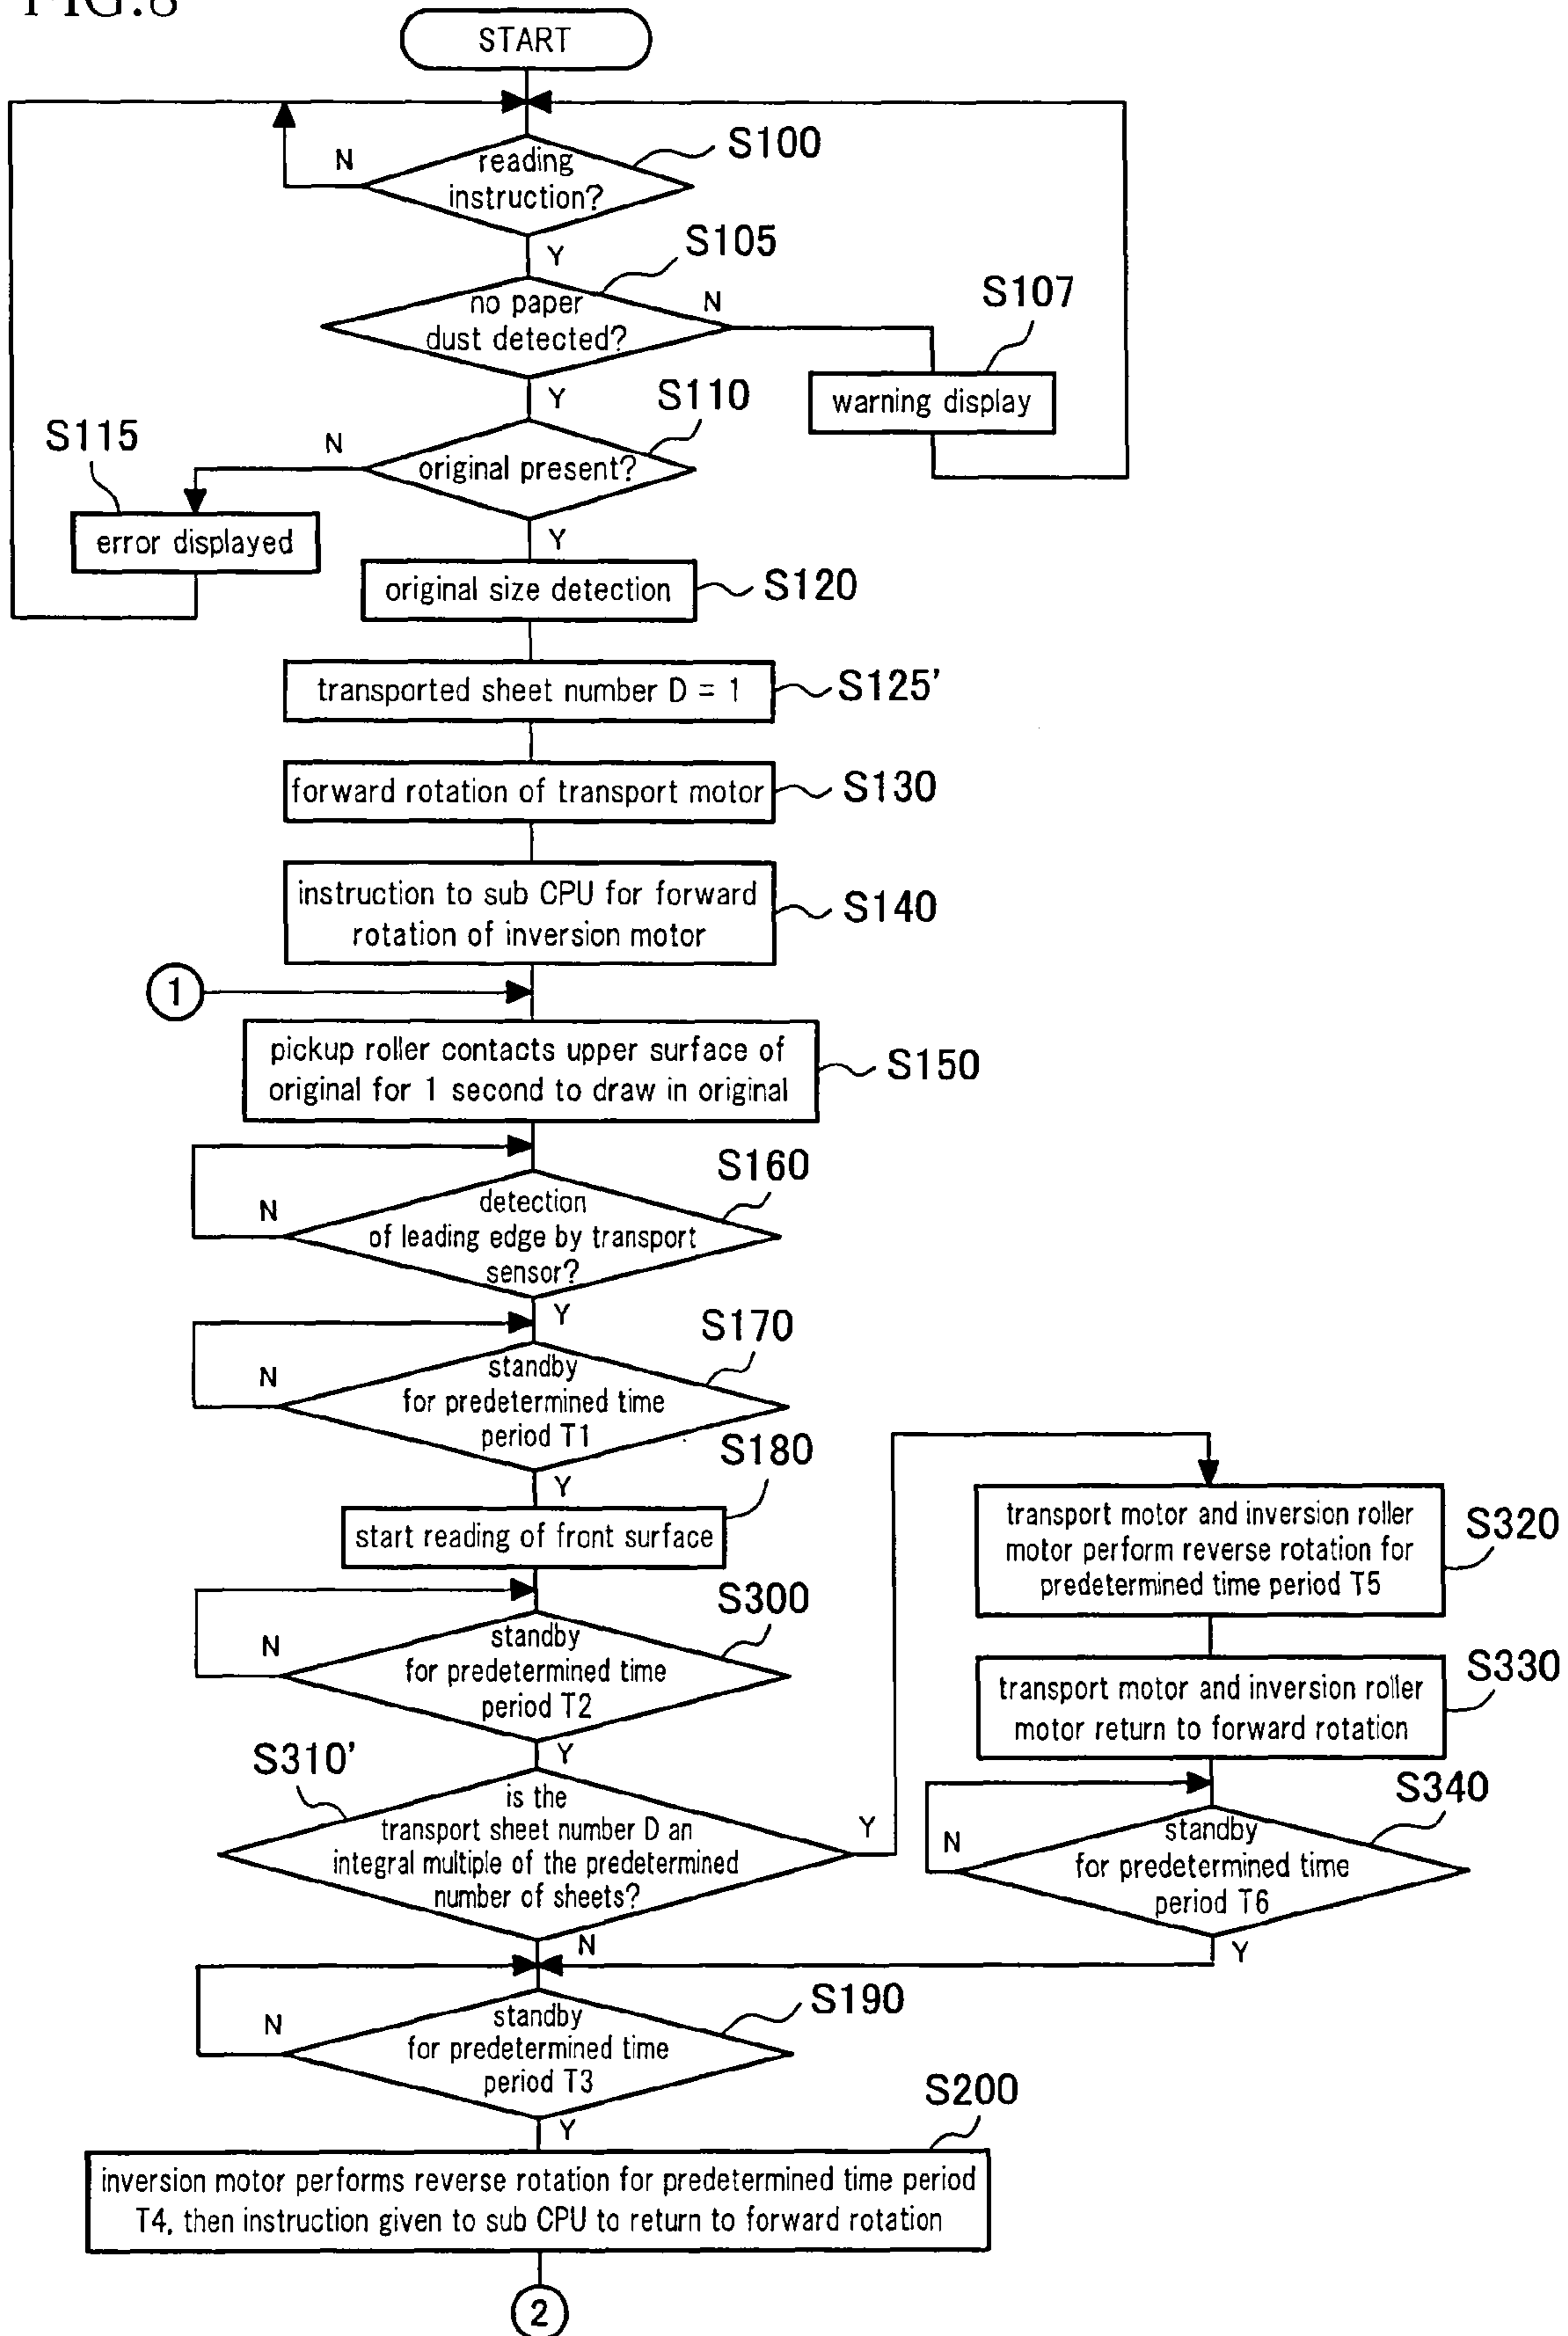 FIG.8
START
N
reading
instruction?
S100
Y
S105
no paper
dust detected?
N
S107
warning display
Y
S110
S115
N
original present?
error displayed
Y
original size detection
S120
transported sheet number D = 1
S125'
forward rotation of transport motor
S130
instruction to sub CPU for forward
rotation of inversion motor
S140
1
pickup roller contacts upper surface of
original for 1 second to draw in original
S150
S160
N
detection
of leading edge by transport
sensor?
Y
S170
N
standby
for predetermined time
period T1
S180
Y
start reading of front surface
S300
N
standby
for predetermined time
period T2
Y
S310'
is the
transport sheet number D an
integral multiple of the predetermined
number of sheets?
Y
N
transport motor and inversion roller
motor perform reverse rotation for
predetermined time period T5
S320
transport motor and inversion roller
motor return to forward rotation
S330
S340
N
standby
for predetermined time
period T6
Y
S190
N
standby
for predetermined time
period T3
Y
S200
inversion motor performs reverse rotation for predetermined time period
T4, then instruction given to sub CPU to return to forward rotation
2